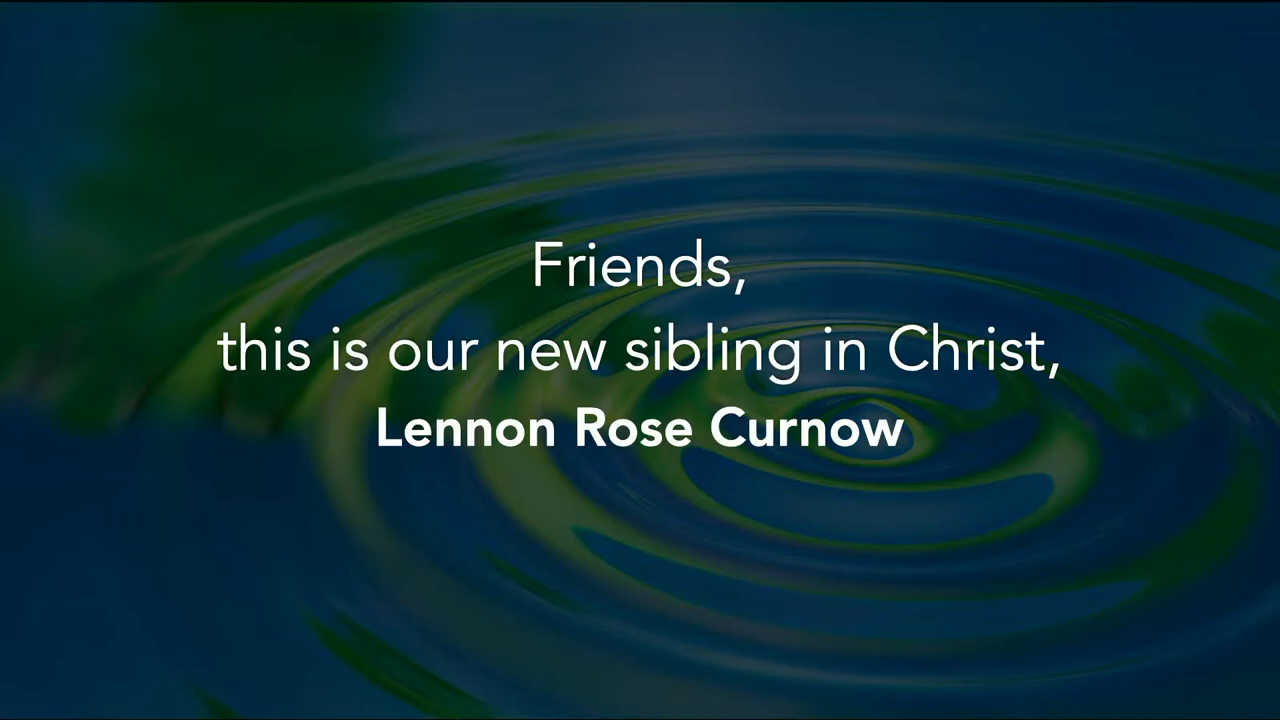 Friends,
this is our new sibling in Christ,
Lennon Rose Curnow